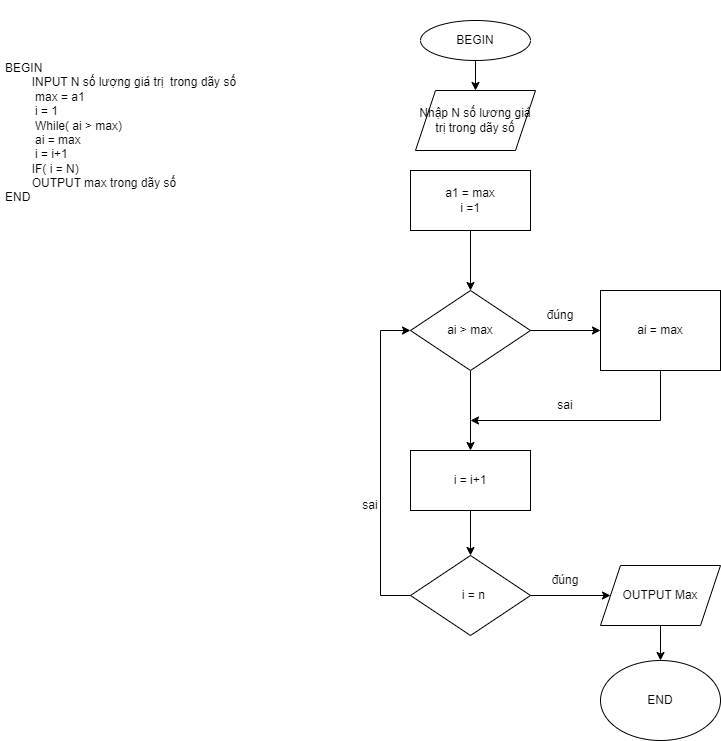 BEGIN
INPUT N số lượng giá trị trong dãy số
max = a1
i = 1
While( ai > max)
ai = max
i = i+1
IF( i = N)
OUTPUT max trong dãy số
END
BEGIN
Nhập N số lương giá
trị trong dãy số
a1 = max
i =1
ai > max
đúng
ai = max
sai
i = i+1
sai
i = n
đúng
OUTPUT Max
END